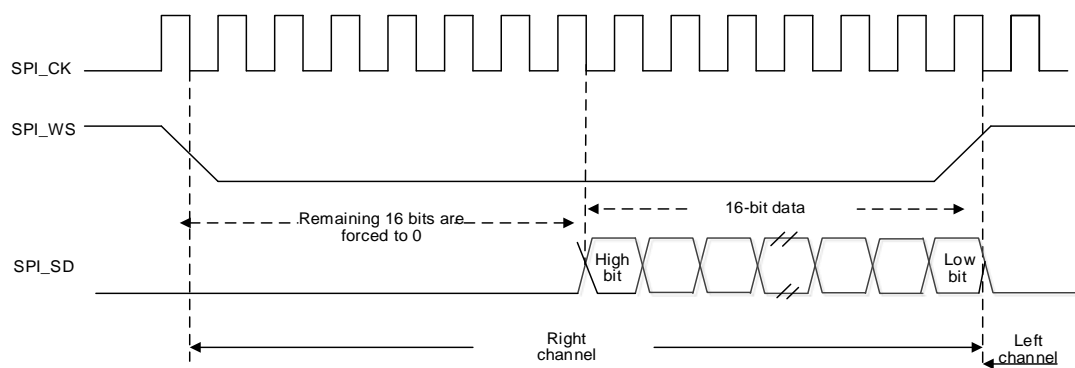 SPI_CK
SPI_WS
Remaining 16 bits are
forced to 0
16-bit data
SPI_SD
High
bit
Low
bit
Right
channel
Left
channel